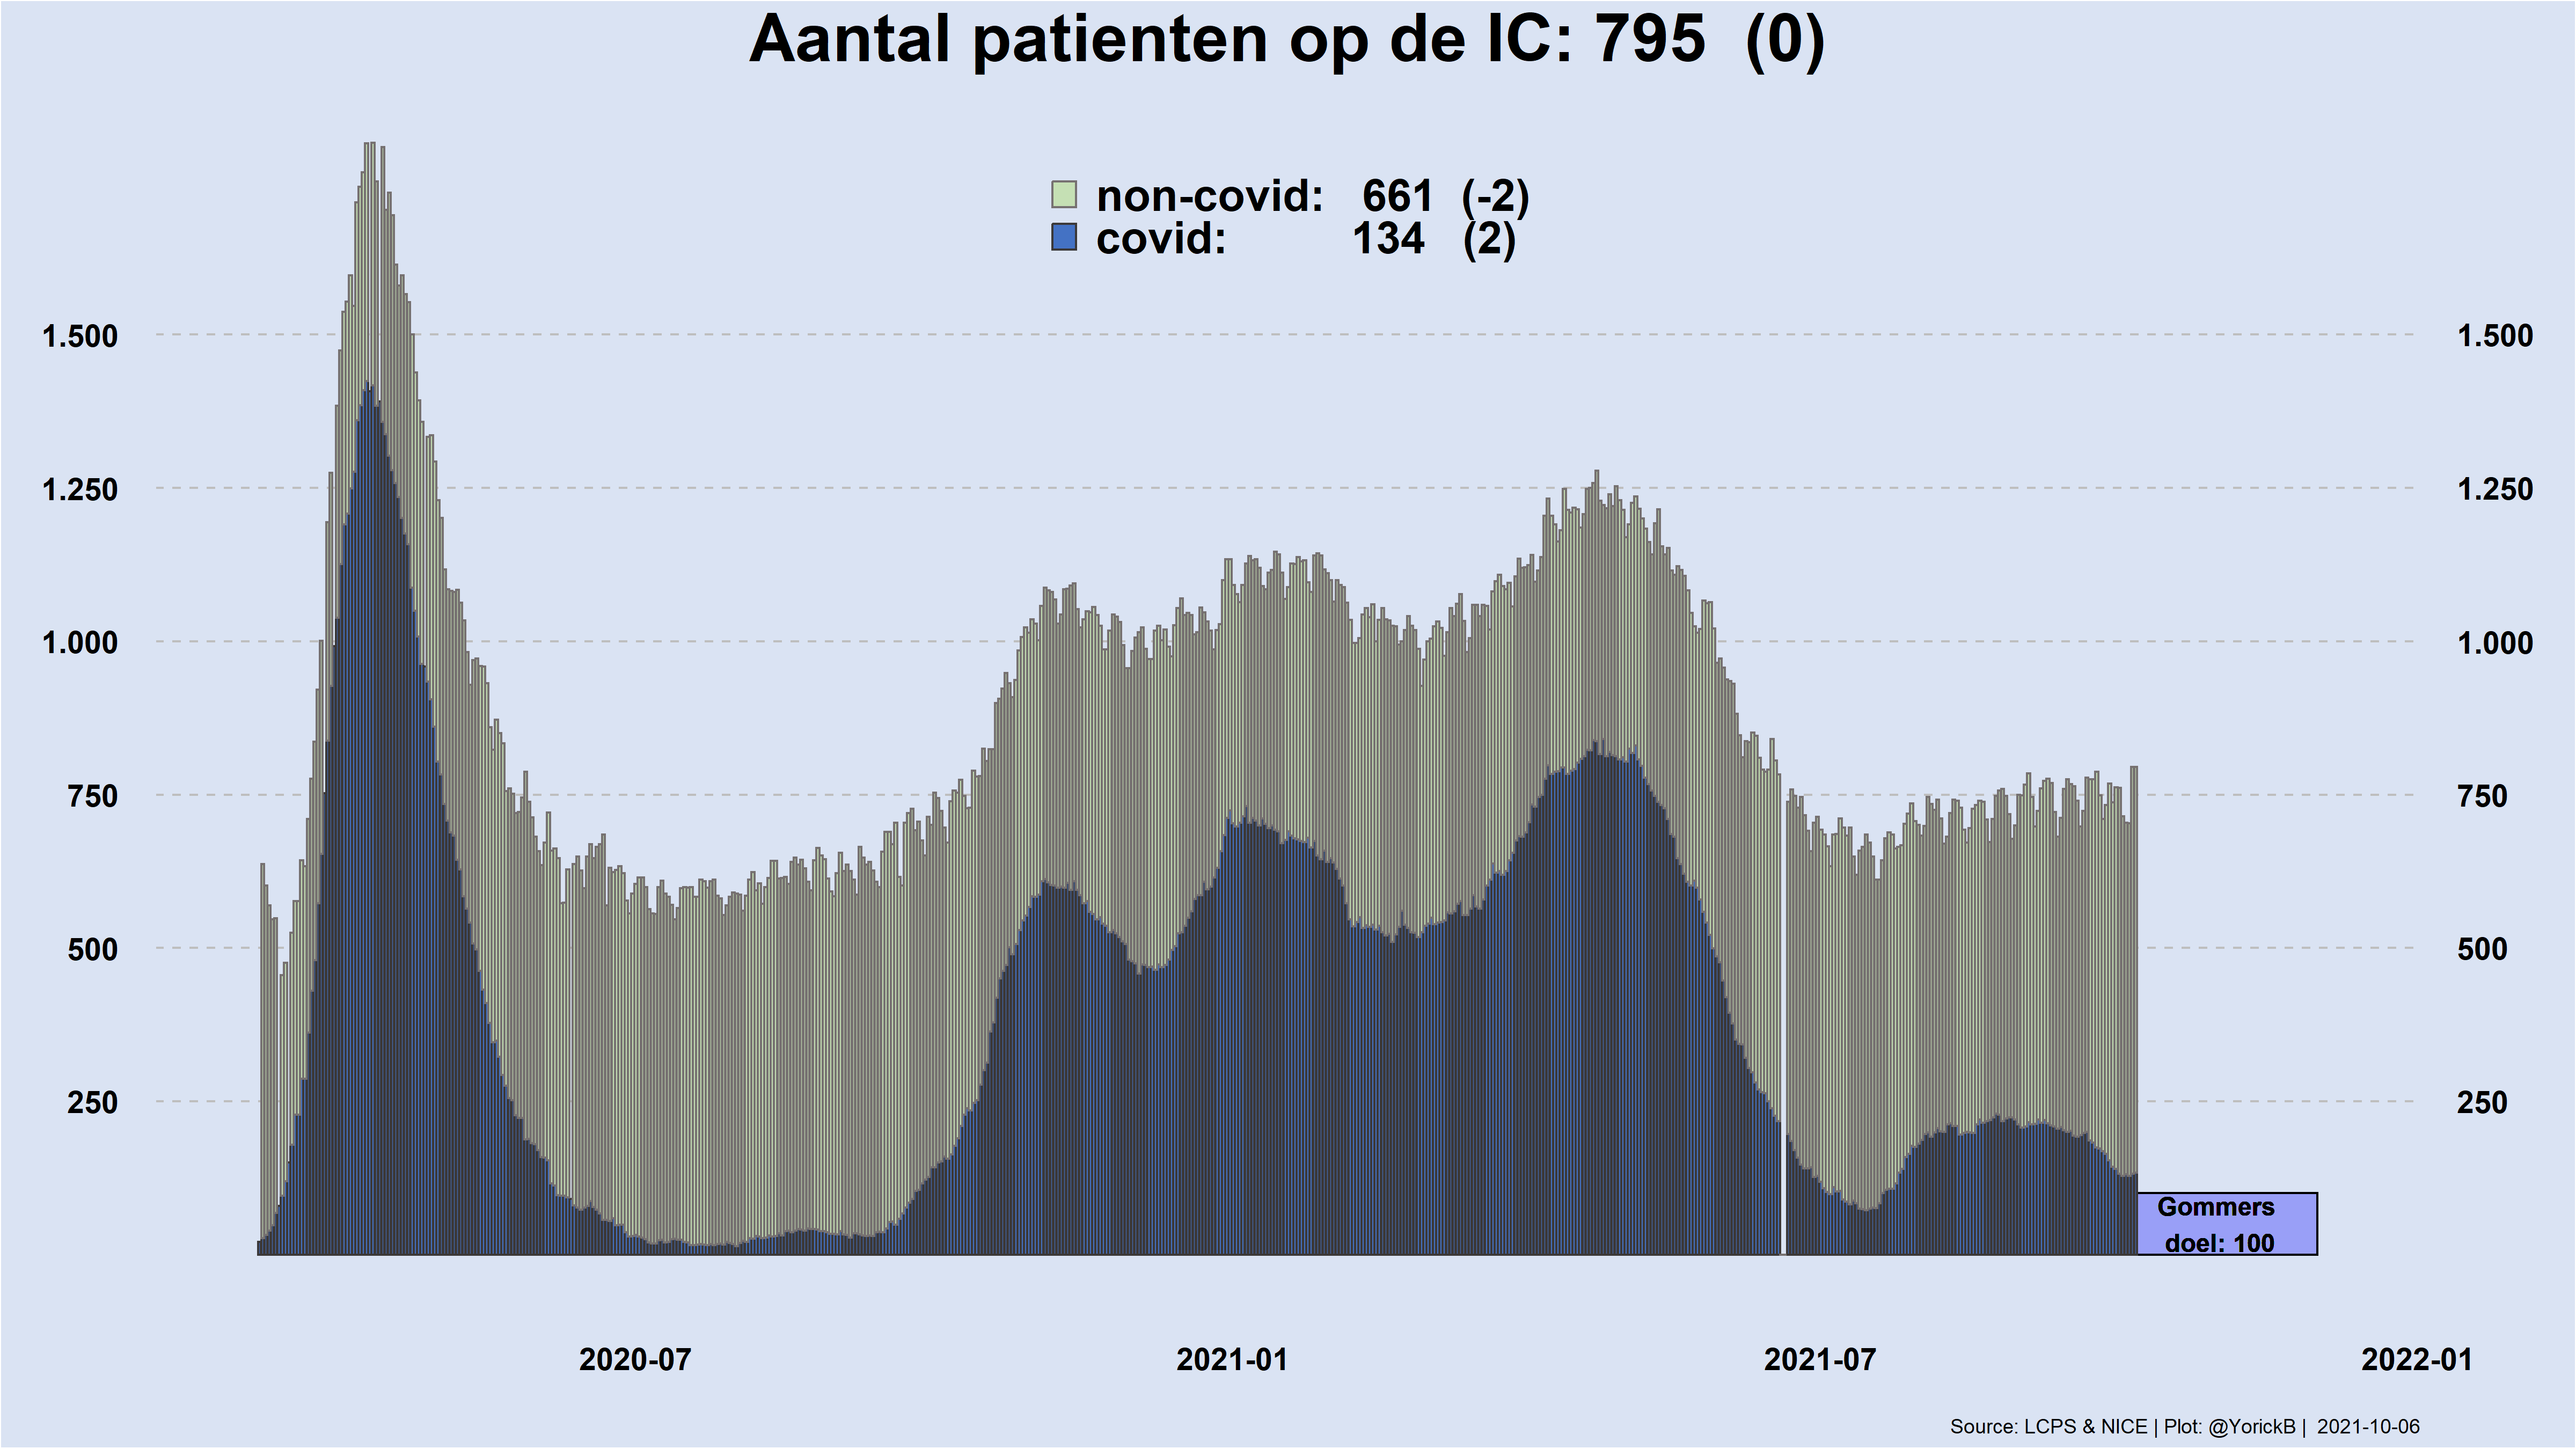 Aantal patienten op de IC: 795 (0)
non-covid: 661 (-2)
covid: 134 (2)
1.500 1.500
1.250 1.250
1.000 1.000
750 750
500 500
250 250
Gommers
doel: 100
2020-07 2021-01 2021-07 2022-01
Source: LCPS & NICE | Plot: @YorickB | 2021-10-06